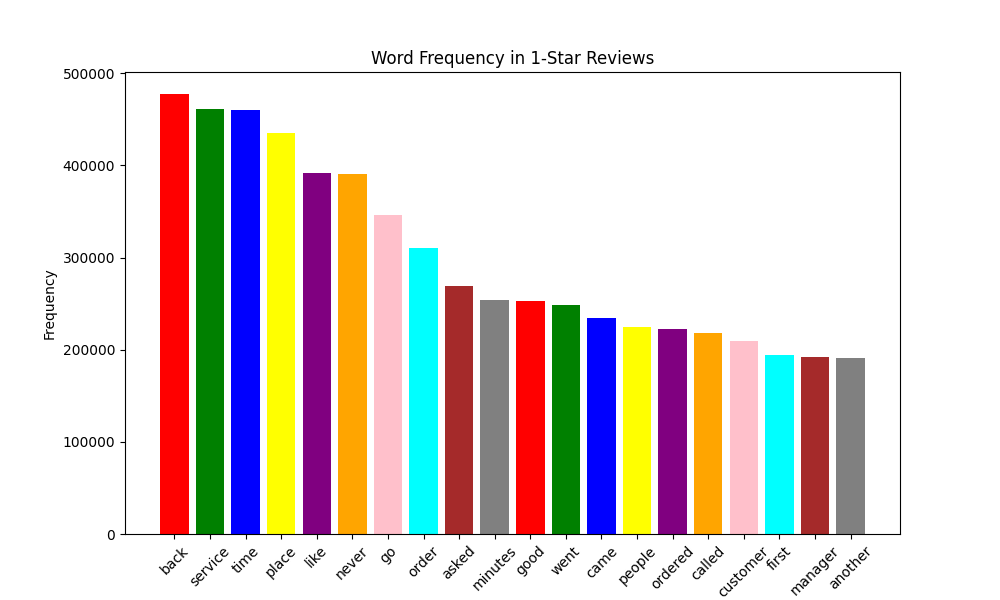 Word Frequency in 1-Star Reviews
500000
400000
300000
200000
100000
0
Frequency
back
service
time
place
like
never
go
order
asked
minutes
good
went
came
people
ordered
called
customer
first
manager
another